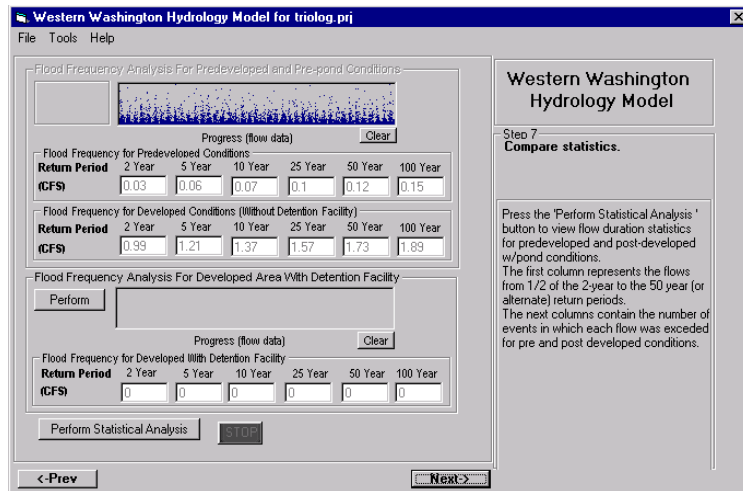 Western Washington Hydrology Model for triolog.prj
File Tools Help
Flood Frequency Analysis For Predeveloped and Pre-pond Conditions
Progress (flow data) Clear
Flood Frequency for Predeveloped Conditions
Return Period 2 Year 5 Year 10 Year 25 Year 50 Year 100 Year
(CFS) 0.03 0.06 0.07 0.1 0.12 0.15
Flood Frequency for Developed Conditions (Without Detention Facility)
Return Period 2 Year 5 Year 10 Year 25 Year 50 Year 100 Year
(CFS) 0.99 1.21 1.37 1.57 1.73 1.89
Flood Frequency Analysis For Developed Area With Detention Facility
Perform
Progress (flow data) Clear
Flood Frequency for Developed With Detention Facility
Return Period 2 Year 5 Year 10 Year 25 Year 50 Year 100 Year
(CFS) 0 0 0 0 0 0
Perform Statistical Analysis STOP
<-Prev Next->
Western Washington
Hydrology Model
Step 7
Compare statistics.
Press the 'Perform Statistical Analysis '
button to view flow duration statistics
for predeveloped and post-developed
w/pond conditions.
The first column represents the flows
from 1/2 of the 2-year to the 50 year (or
alternate) return periods.
The next columns contain the number of
events in which each flow was exceded
for pre and post developed conditions.